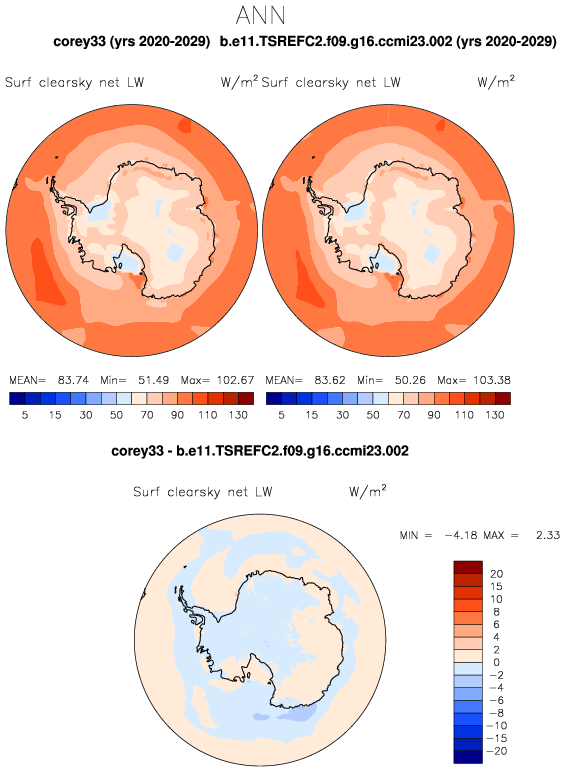 ANN
corey33 (yrs 2020-2029) b.e11.TSREFC2.f09.g16.ccmi23.002 (yrs 2020-2029)
Surf clearsky net LW W/m² Surf clearsky net LW W/m²
MEAN= 83.74 Min= 51.49 Max= 102.67 MEAN= 83.62 Min= 50.26 Max= 103.38
5 15 30 50 70 90 110 130 5 15 30 50 70 90 110 130
corey33 - b.e11.TSREFC2.f09.g16.ccmi23.002
Surf clearsky net LW W/m²
MIN = -4.18 MAX = 2.33
20
15
10
8
6
4
2
0
-2
-4
-6
-8
-10
-15
-20